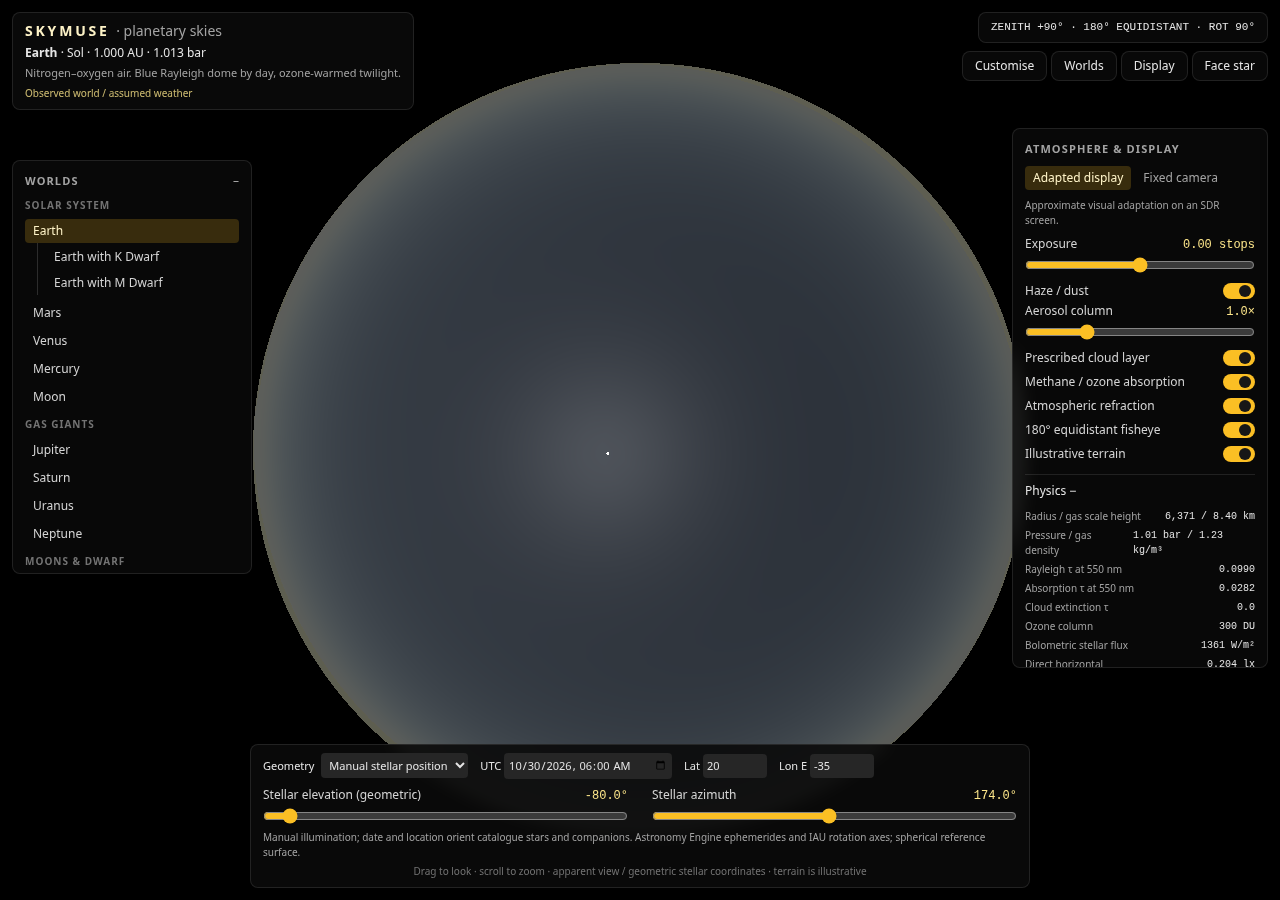 SKYMUSE · planetary skies
Earth · Sol · 1.000 AU · 1.013 bar
Nitrogen–oxygen air. Blue Rayleigh dome by day, ozone-warmed twilight.
Observed world / assumed weather
ZENITH +90° · 180° EQUIDISTANT · ROT 90°
Customise
Worlds
Display
Face star
WORLDS −
SOLAR SYSTEM
Earth
Earth with K Dwarf
Earth with M Dwarf
Mars
Venus
Mercury
Moon
GAS GIANTS
Jupiter
Saturn
Uranus
Neptune
MOONS & DWARF
ATMOSPHERE & DISPLAY
Adapted display Fixed camera
Approximate visual adaptation on an SDR
screen.
Exposure 0.00 stops
Haze / dust
Aerosol column 1.0×
Prescribed cloud layer
Methane / ozone absorption
Atmospheric refraction
180° equidistant fisheye
Illustrative terrain
Physics −
Radius / gas scale height 6,371 / 8.40 km
Pressure / gas density 1.01 bar / 1.23 kg/m³
Rayleigh τ at 550 nm 0.0990
Absorption τ at 550 nm 0.0282
Cloud extinction τ 0.0
Ozone column 300 DU
Bolometric stellar flux 1361 W/m²
Direct horizontal 0.204 lx
Geometry Manual stellar position UTC 10/30/2026, 06:00 AM Lat 20 Lon E -35
Stellar elevation (geometric) -80.0° Stellar azimuth 174.0°
Manual illumination; date and location orient catalogue stars and companions. Astronomy Engine ephemerides and IAU rotation axes; spherical reference
surface.
Drag to look · scroll to zoom · apparent view / geometric stellar coordinates · terrain is illustrative